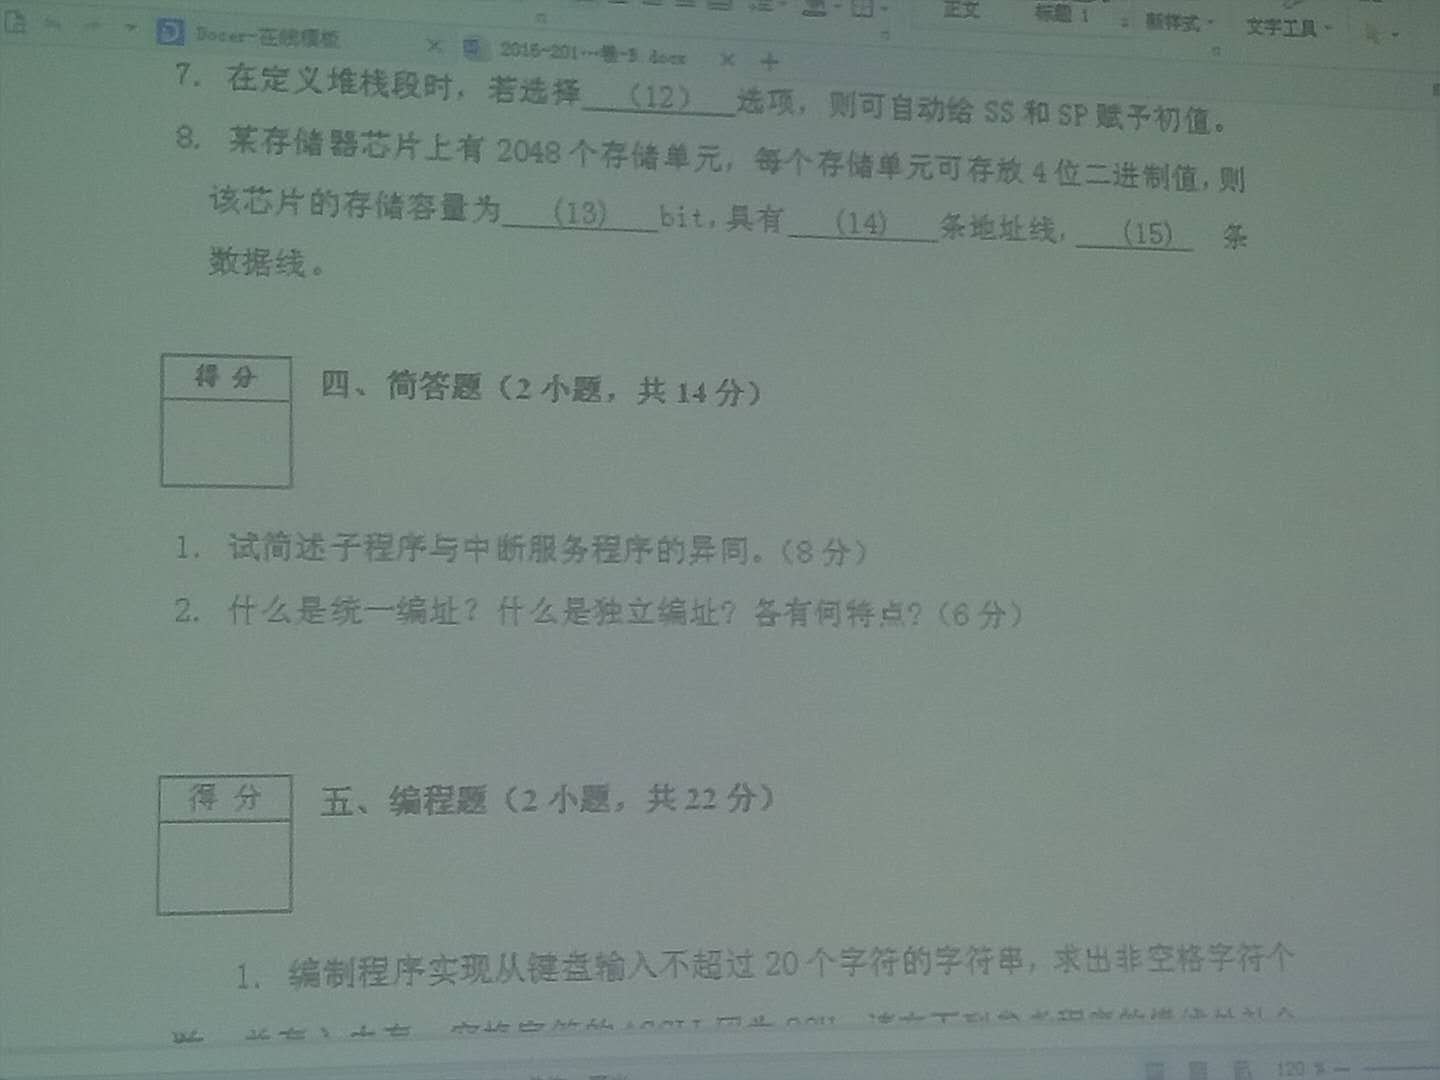 正文 标题 1 新样式 文字工具
Docer-在线模板 2016-201···卷-B.docx
7. 在定义堆栈段时，若选择 (12) 选项，则可自动给 SS 和 SP 赋予初值。
8. 某存储器芯片上有 2048 个存储单元，每个存储单元可存放 4 位二进制值，则
该芯片的存储容量为 (13) bit，具有 (14) 条地址线， (15) 条
数据线。
得 分
四、简答题（2 小题，共 14 分）
1. 试简述子程序与中断服务程序的异同。（8 分）
2. 什么是统一编址？什么是独立编址？各有何特点？（6 分）
得 分
五、编程题（2 小题，共 22 分）
1. 编制程序实现从键盘输入不超过 20 个字符的字符串，求出非空格字符个
120 %